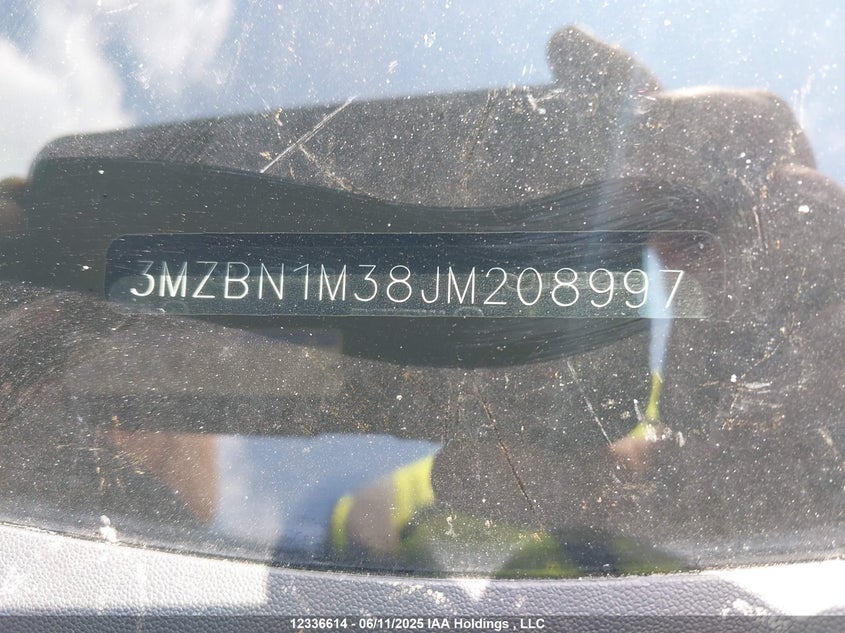 3MZBN1M38JM208997
12336614 - 06/11/2025 IAA Holdings , LLC